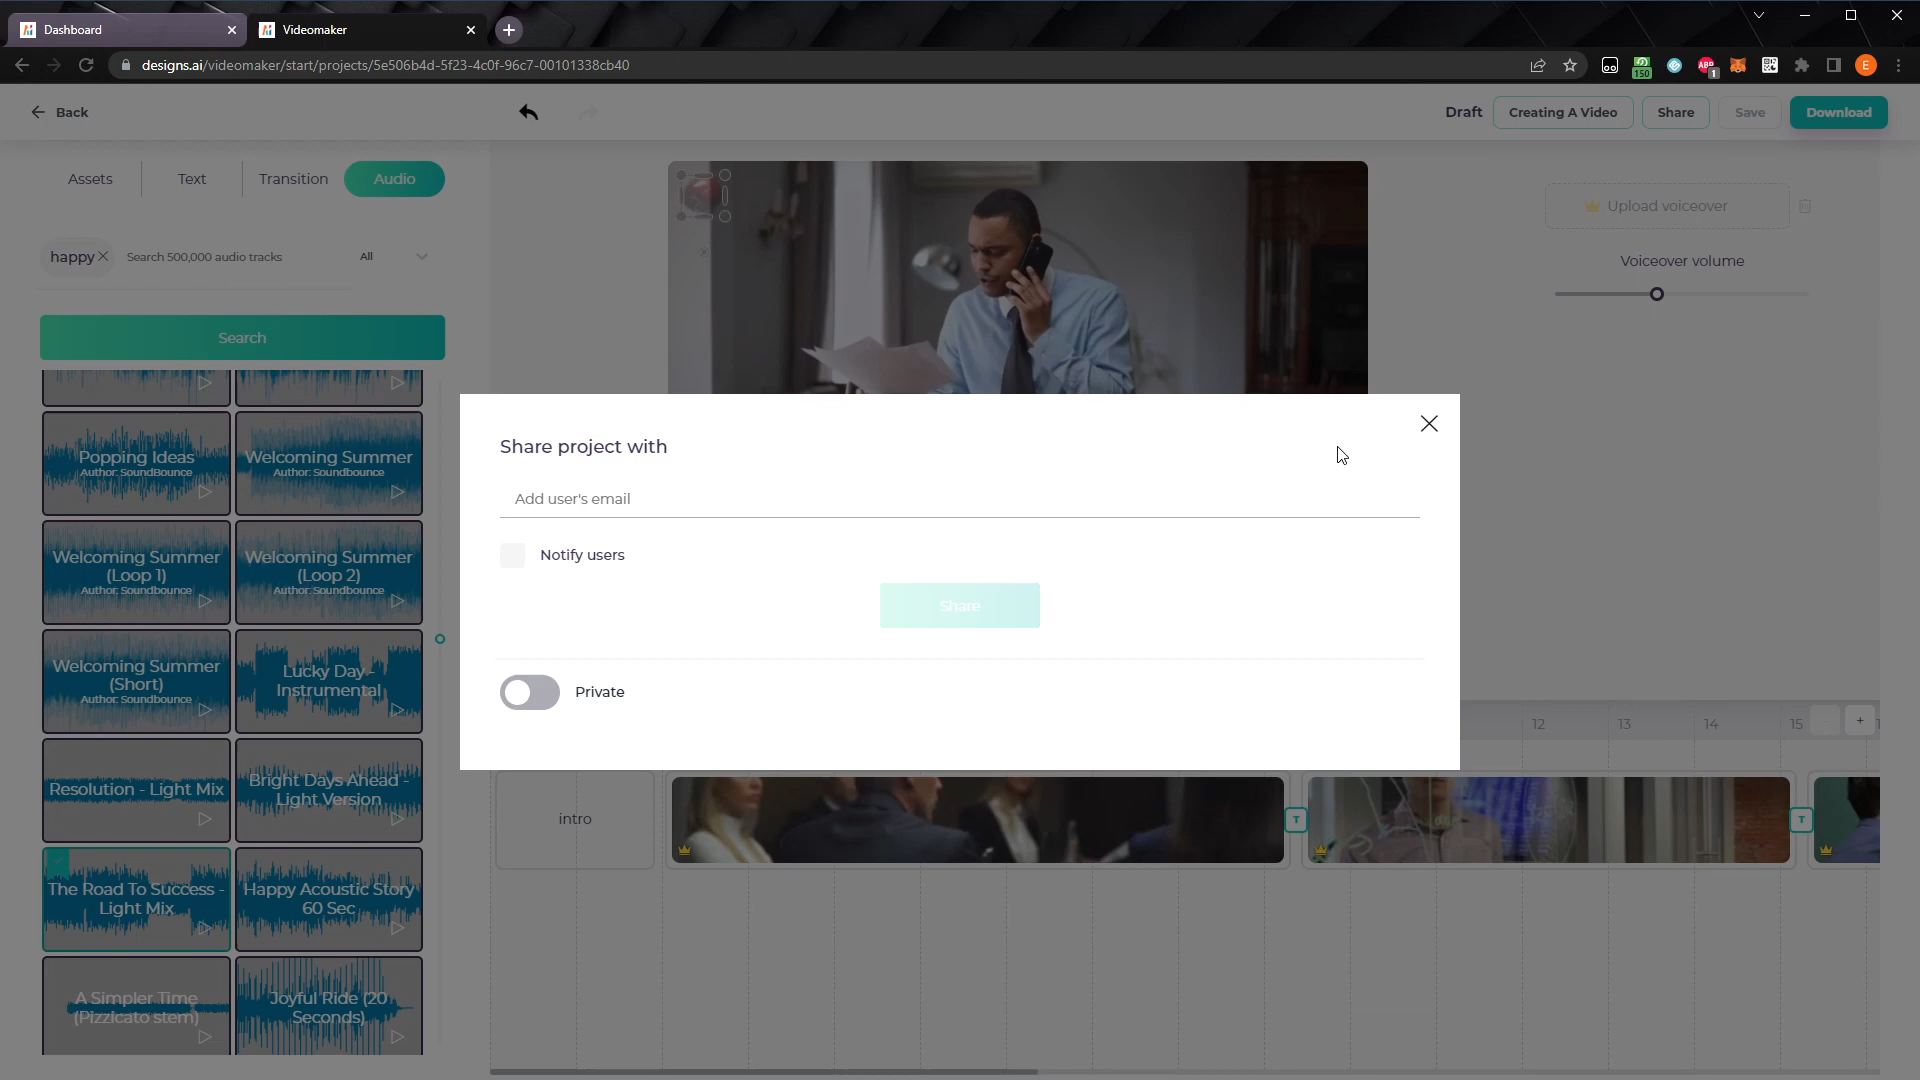 Dashboard
Videomaker
designs.ai/videomaker/start/projects/5e506b4d-5f23-4c0f-96c7-00101338cb40
150
ABP
1
E
Back
Draft
Creating A Video
Share
Save
Download
Assets
Text
Transition
Audio
happy
Search 500,000 audio tracks
All
Search
Upload voiceover
Voiceover volume
Popping Ideas
Author: SoundBounce
Welcoming Summer
Author: Soundbounce
Welcoming Summer
(Loop 1)
Author: Soundbounce
Welcoming Summer
(Loop 2)
Author: Soundbounce
Welcoming Summer
(Short)
Author: Soundbounce
Lucky Day -
Instrumental
Resolution - Light Mix
Bright Days Ahead -
Light Version
The Road To Success -
Light Mix
Happy Acoustic Story
60 Sec
A Simpler Time
(Pizzicato stem)
Joyful Ride (20
Seconds)
Share project with
Add user's email
Notify users
Share
Private
12
13
14
15
+
intro
T
T